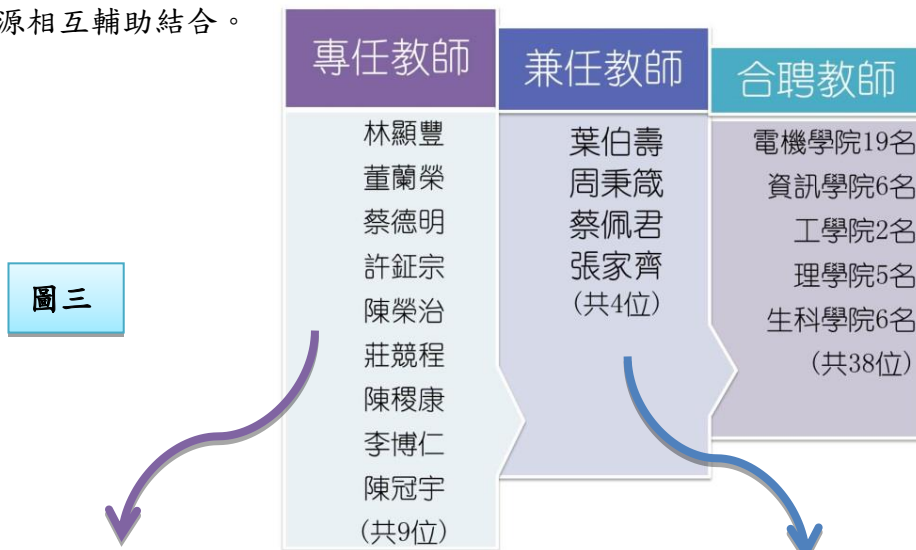 源相互輔助結合。
專任教師
林顯豐
董蘭榮
蔡德明
許鉦宗
陳榮治
莊競程
陳稷康
李博仁
陳冠宇
(共9位)
兼任教師
葉伯壽
周秉箴
蔡佩君
張家齊
(共4位)
合聘教師
電機學院19名
資訊學院6名
工學院2名
理學院5名
生科學院6名
(共38位)
圖三